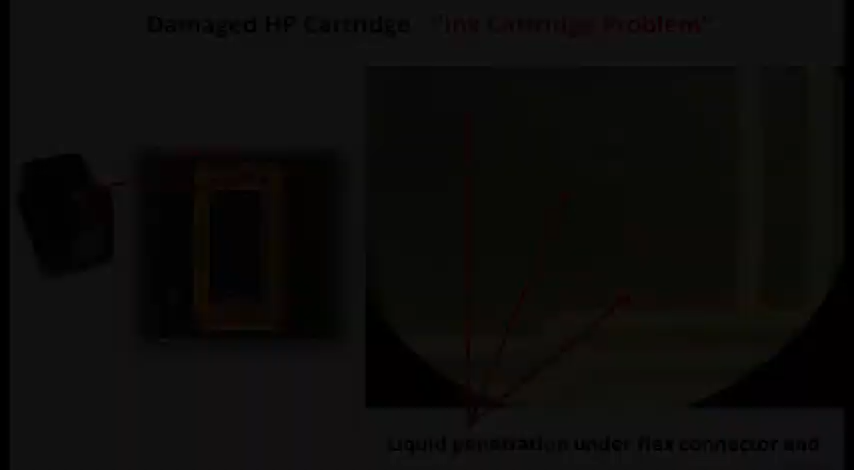 Damaged HP Cartridge "Ink Cartridge Problem"
Liquid penetration under flex connector and